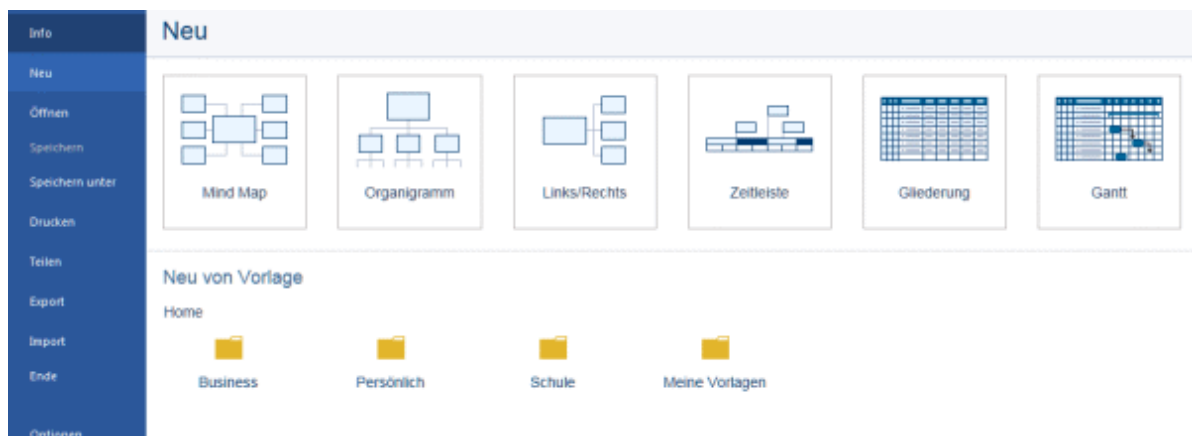 Info
Neu
Öffnen
Speichern
Speichern unter
Drucken
Teilen
Export
Import
Ende
Optionen
Neu
Mind Map
Organigramm
Links/Rechts
Zeitleiste
Gliederung
Gantt
Neu von Vorlage
Home
Business
Persönlich
Schule
Meine Vorlagen